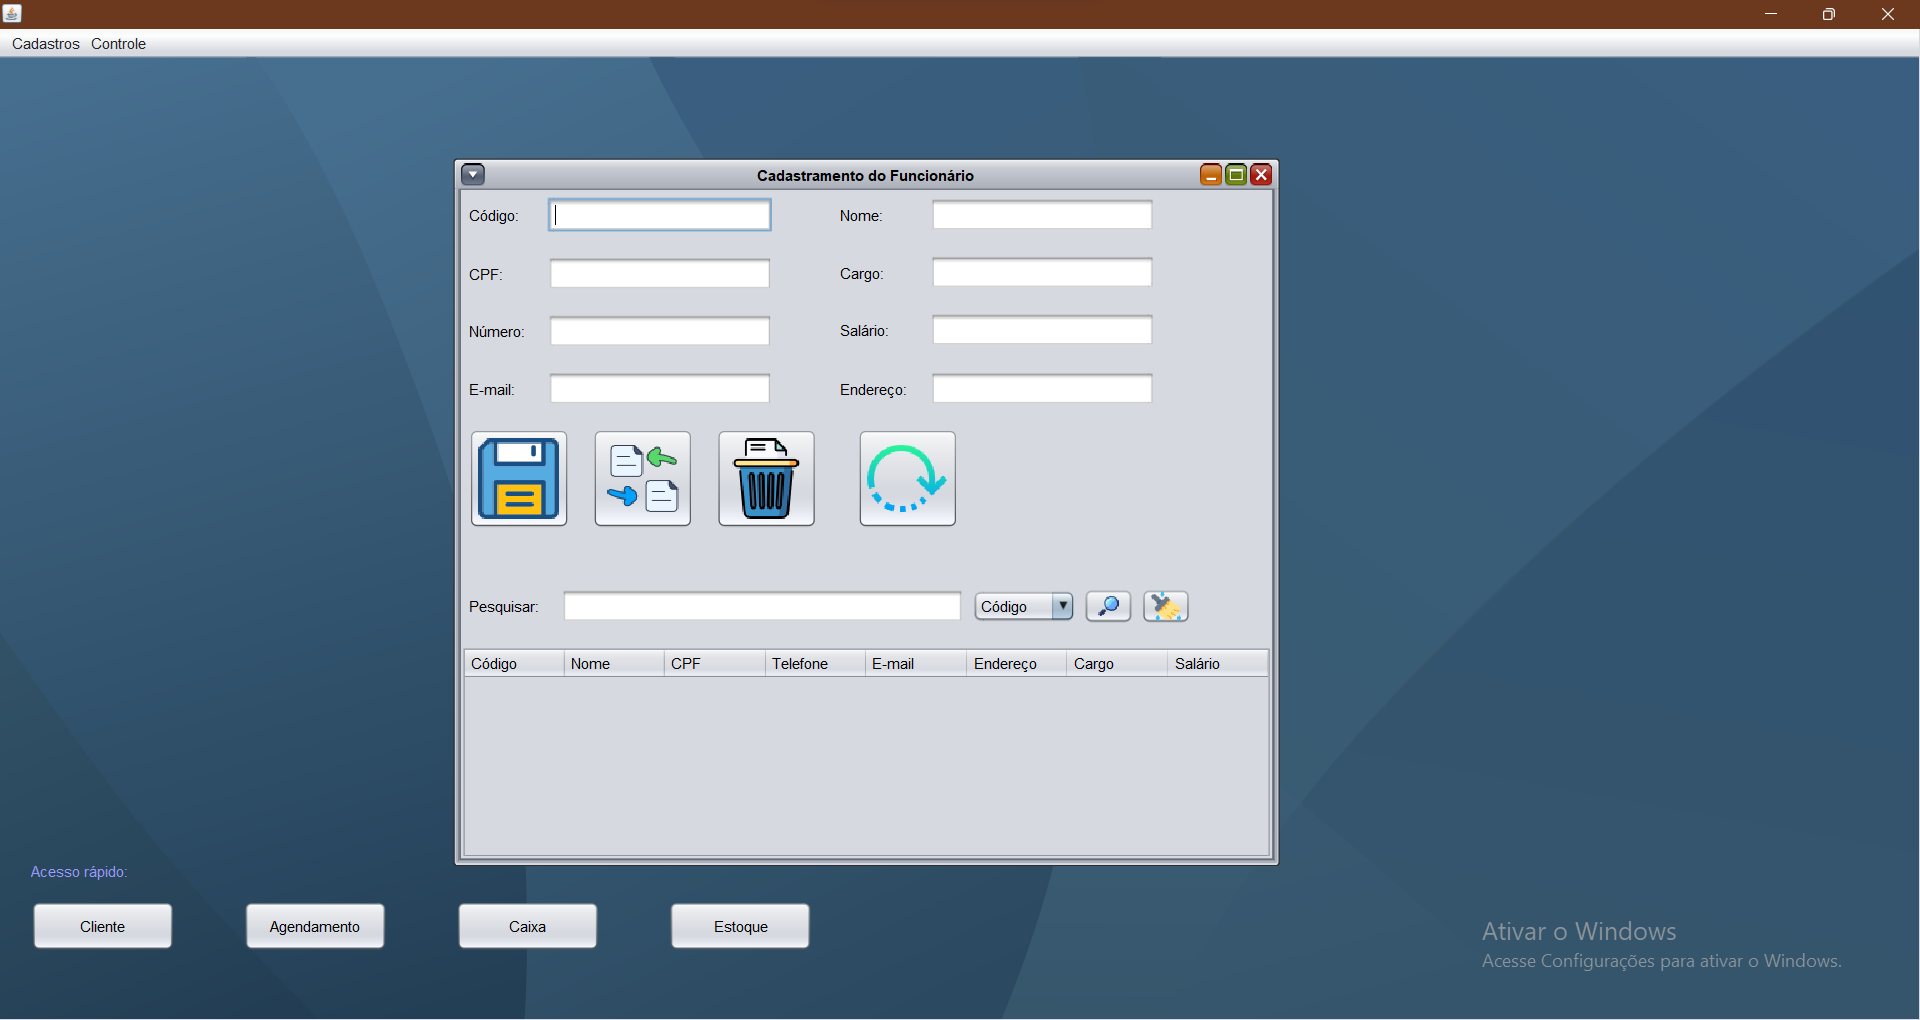 Cadastros Controle
Cadastramento do Funcionário
Código: Nome:
CPF: Cargo:
Número: Salário:
E-mail: Endereço:
Pesquisar: Código
Código Nome CPF Telefone E-mail Endereço Cargo Salário
Acesso rápido:
Cliente Agendamento Caixa Estoque
Ativar o Windows
Acesse Configurações para ativar o Windows.